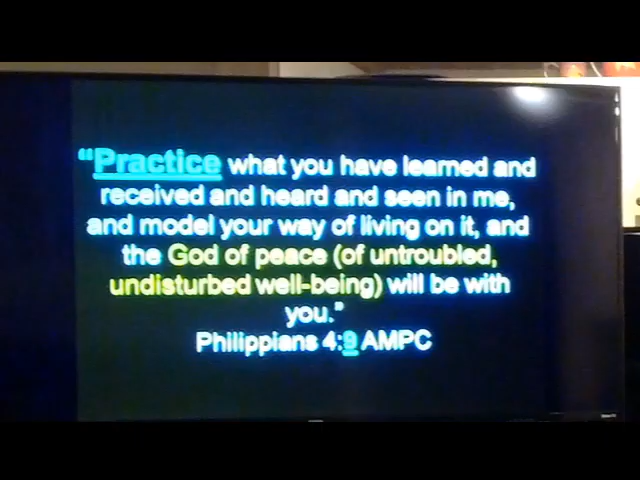 “Practice what you have learned and
received and heard and seen in me,
and model your way of living on it, and
the God of peace (of untroubled,
undisturbed well-being) will be with
you.”
Philippians 4:9 AMPC